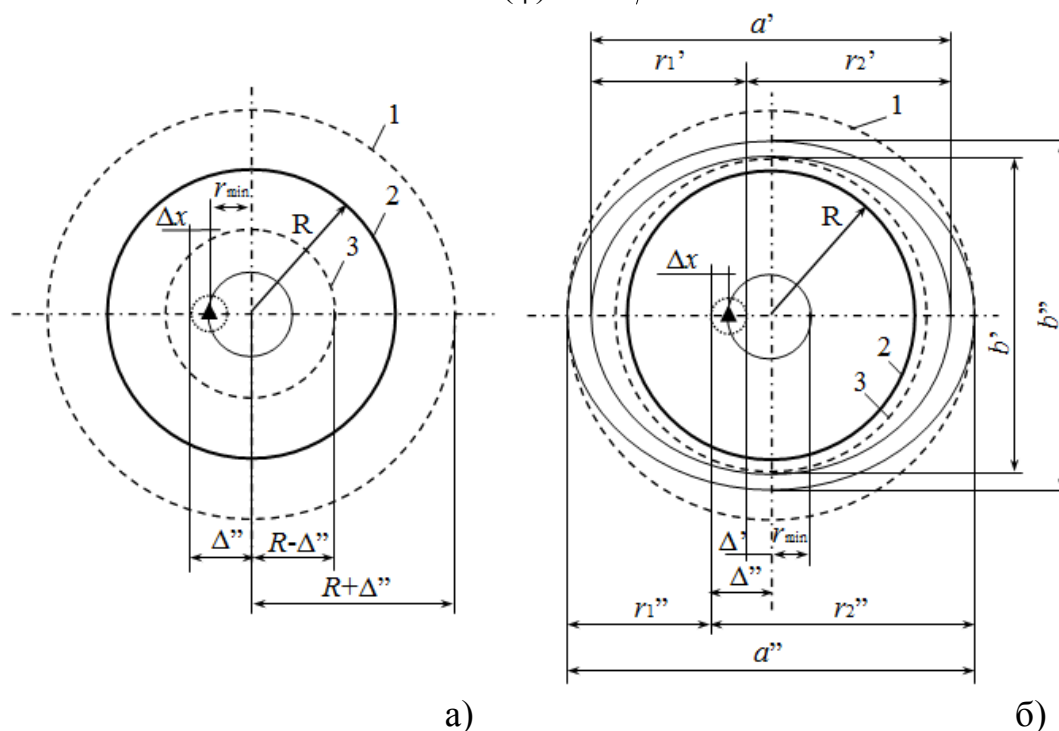 a’
r₁’ r₂’
1
1
r_min
2
Δx
R
3
R
Δx
b’
b”
2
3
Δ’
r_min
Δ” R-Δ”
Δ”
R+Δ”
r₁” r₂”
a”
а) б)